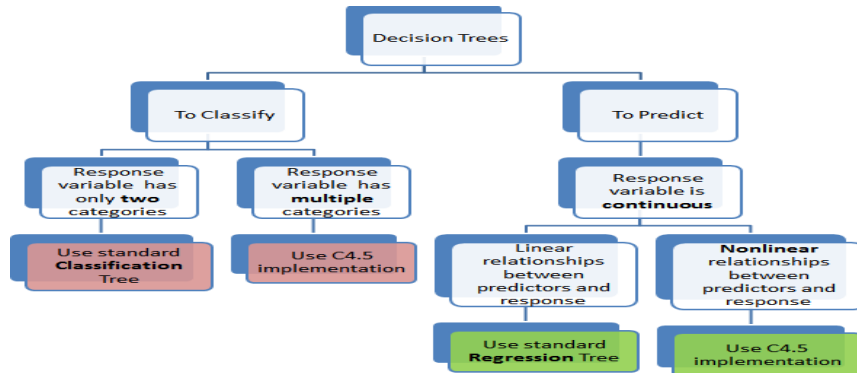 Decision Trees
To Classify
To Predict
Response
variable has
only two
categories
Response
variable has
multiple
categories
Response
variable is
continuous
Use standard
Classification
Tree
Use C4.5
implementation
Linear
relationships
between
predictors and
response
Nonlinear
relationships
between
predictors and
response
Use standard
Regression Tree
Use C4.5
implementation